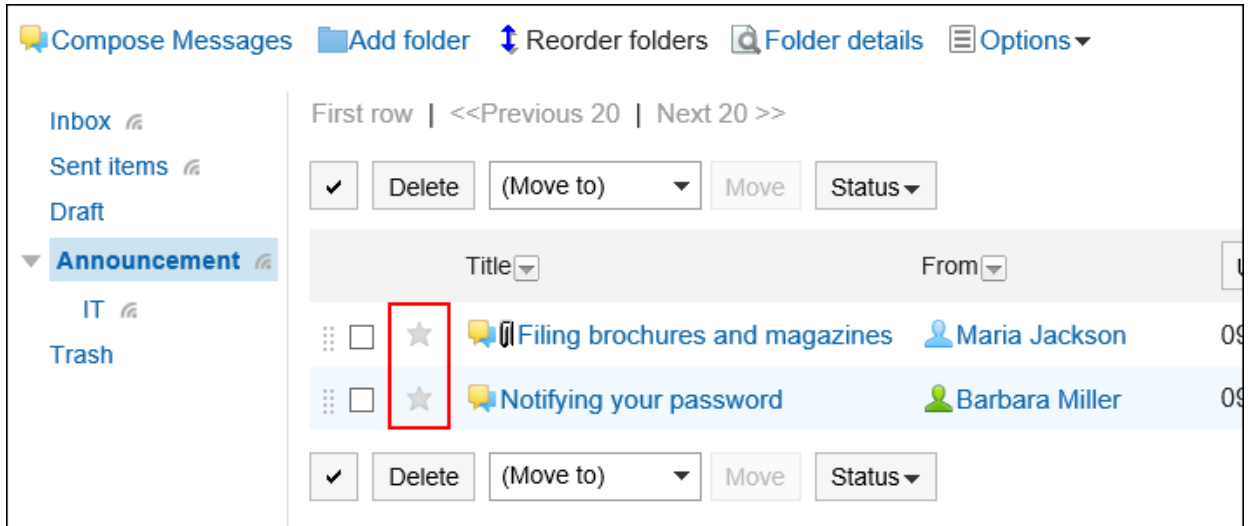 Compose Messages Add folder Reorder folders Folder details Options
First row | <<Previous 20 | Next 20 >>
Inbox
Sent items
Draft
Announcement
IT
Trash
Delete (Move to) Move Status
Title From
Filing brochures and magazines Maria Jackson 09
Notifying your password Barbara Miller 09
Delete (Move to) Move Status